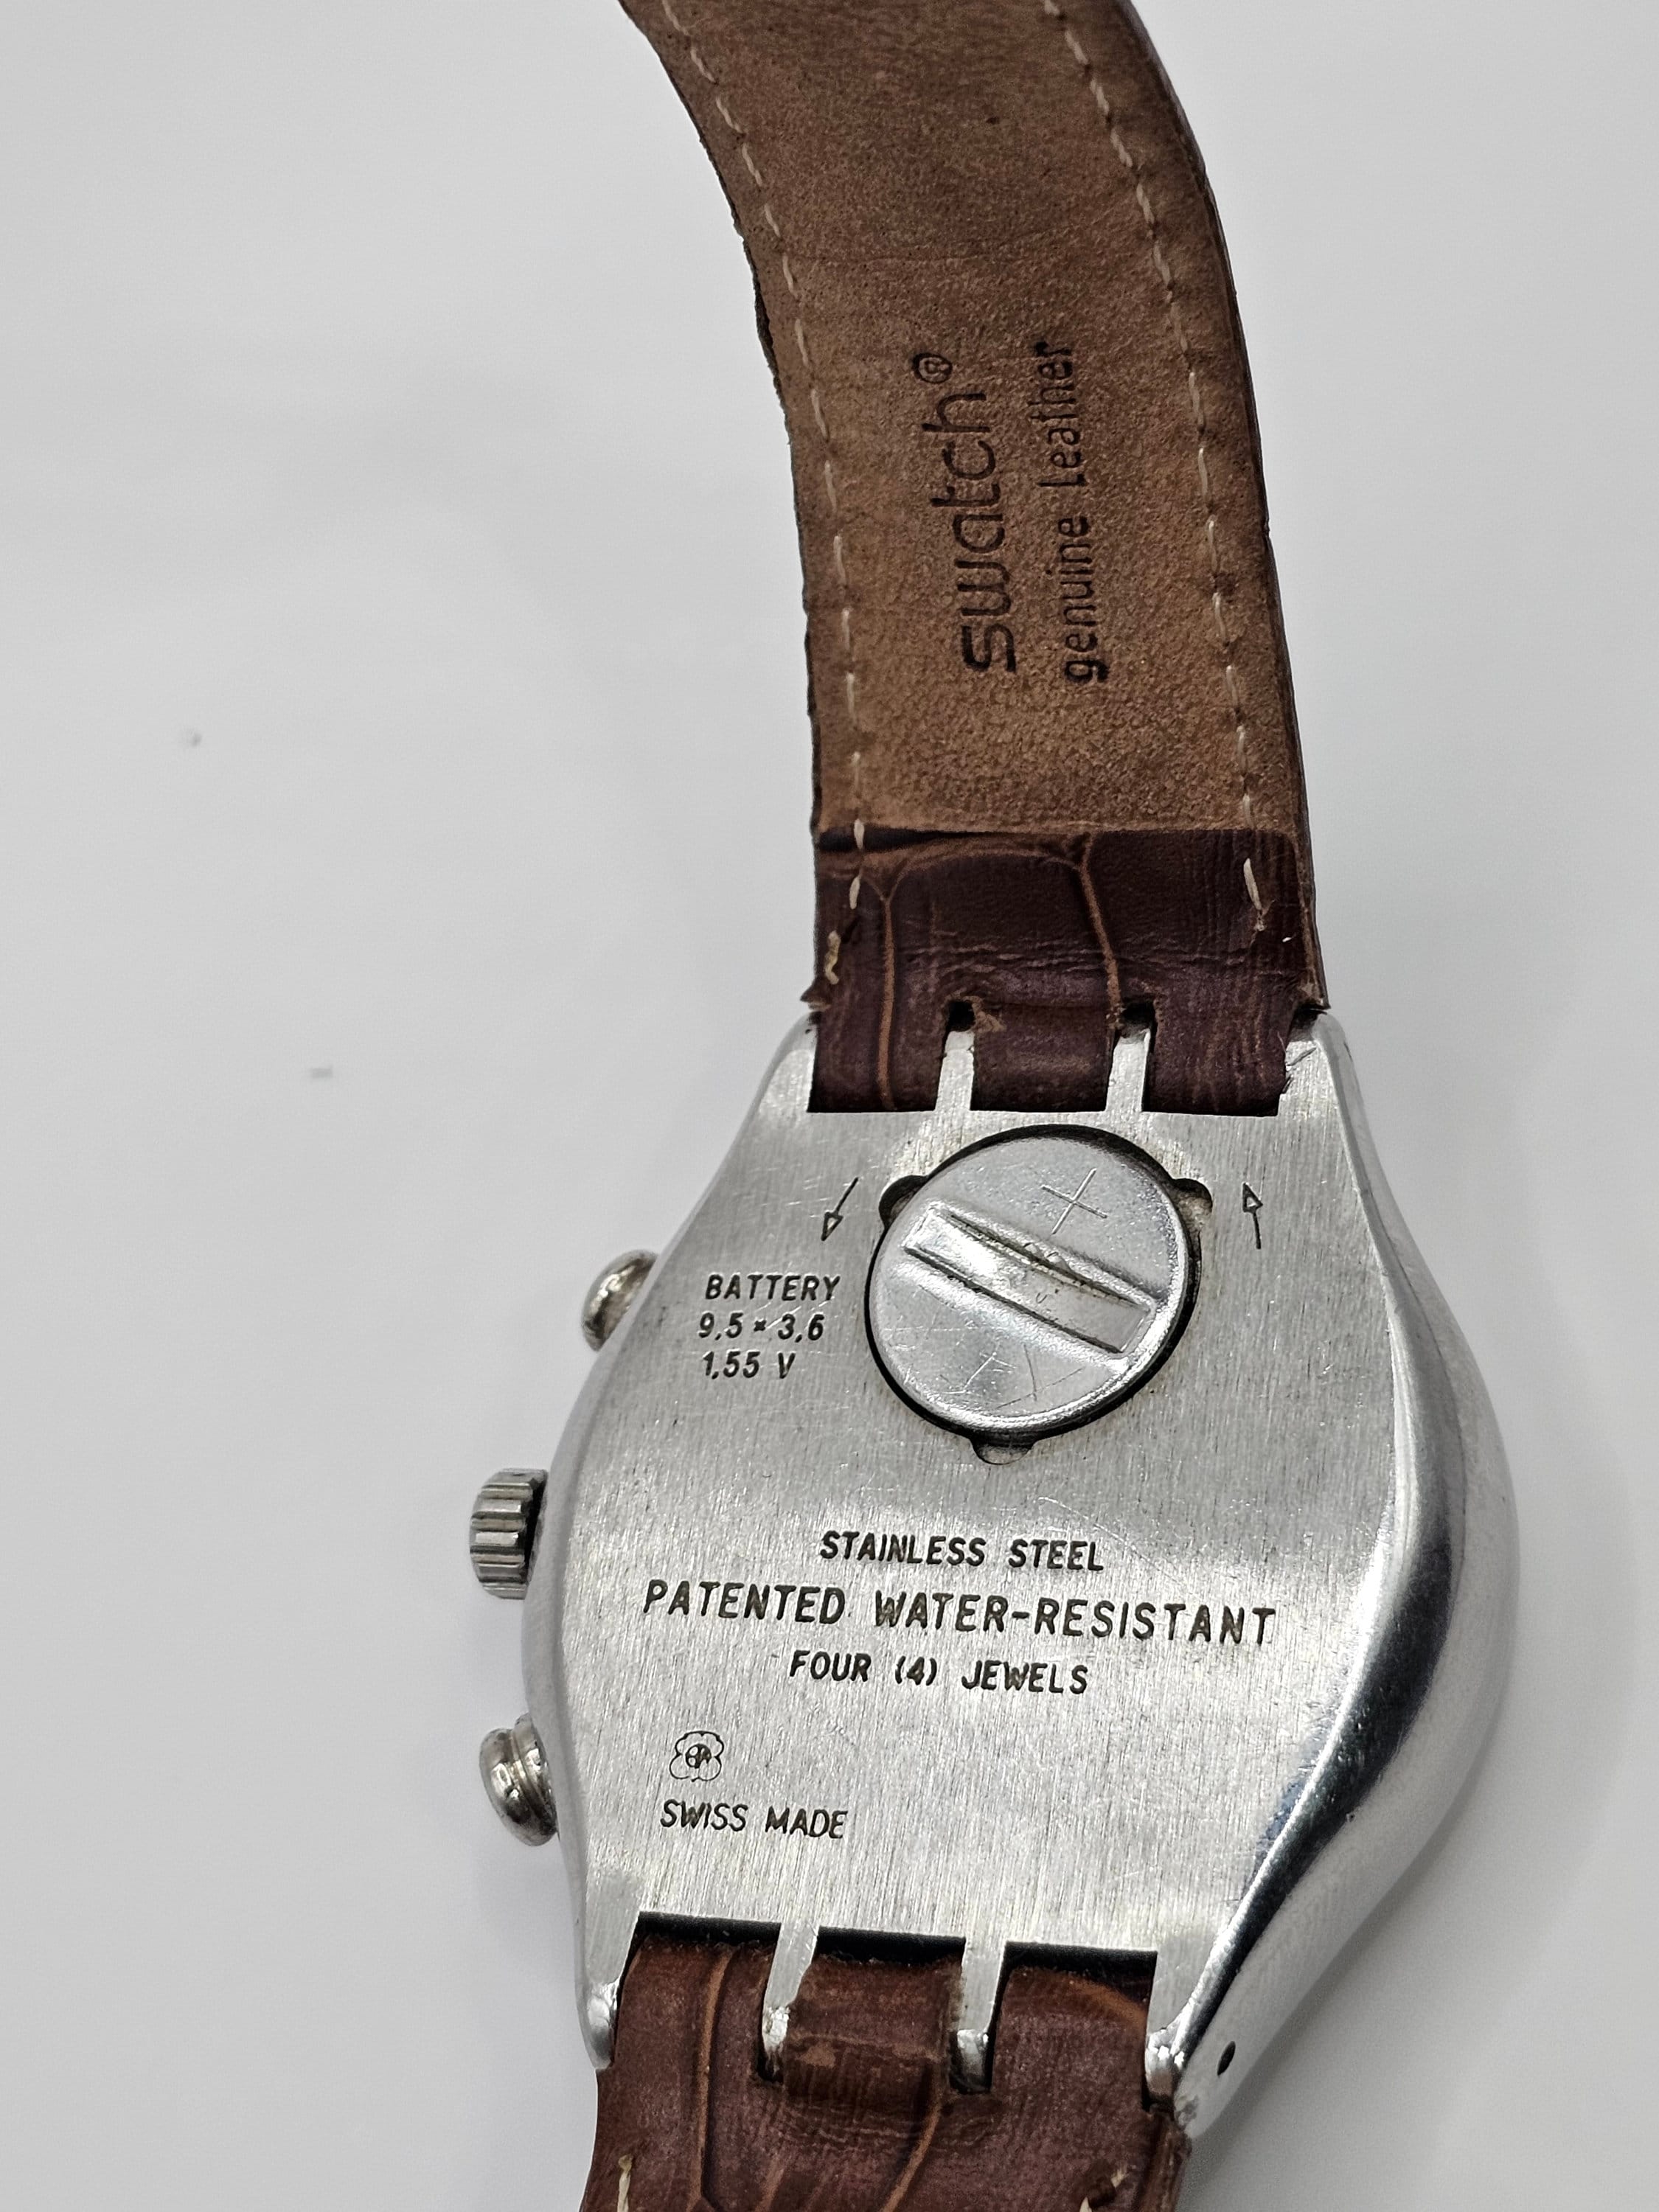 swatch®
genuine Leather
BATTERY
9,5 × 3,6
1,55 V
+
STAINLESS STEEL
PATENTED WATER-RESISTANT
FOUR (4) JEWELS
SWISS MADE